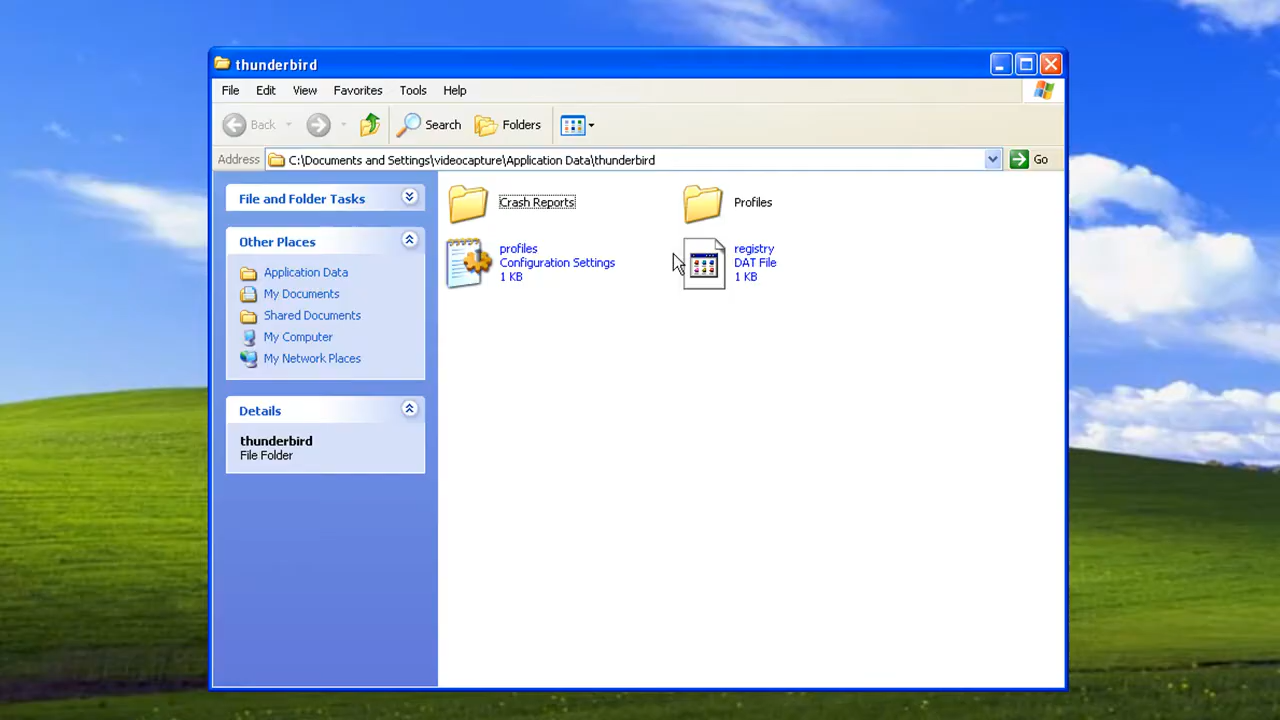 thunderbird
File Edit View Favorites Tools Help
Back Search Folders
Address C:\Documents and Settings\videocapture\Application Data\thunderbird Go
File and Folder Tasks
Other Places
Application Data
My Documents
Shared Documents
My Computer
My Network Places
Details
thunderbird
File Folder
Crash Reports
Profiles
profiles
Configuration Settings
1 KB
registry
DAT File
1 KB